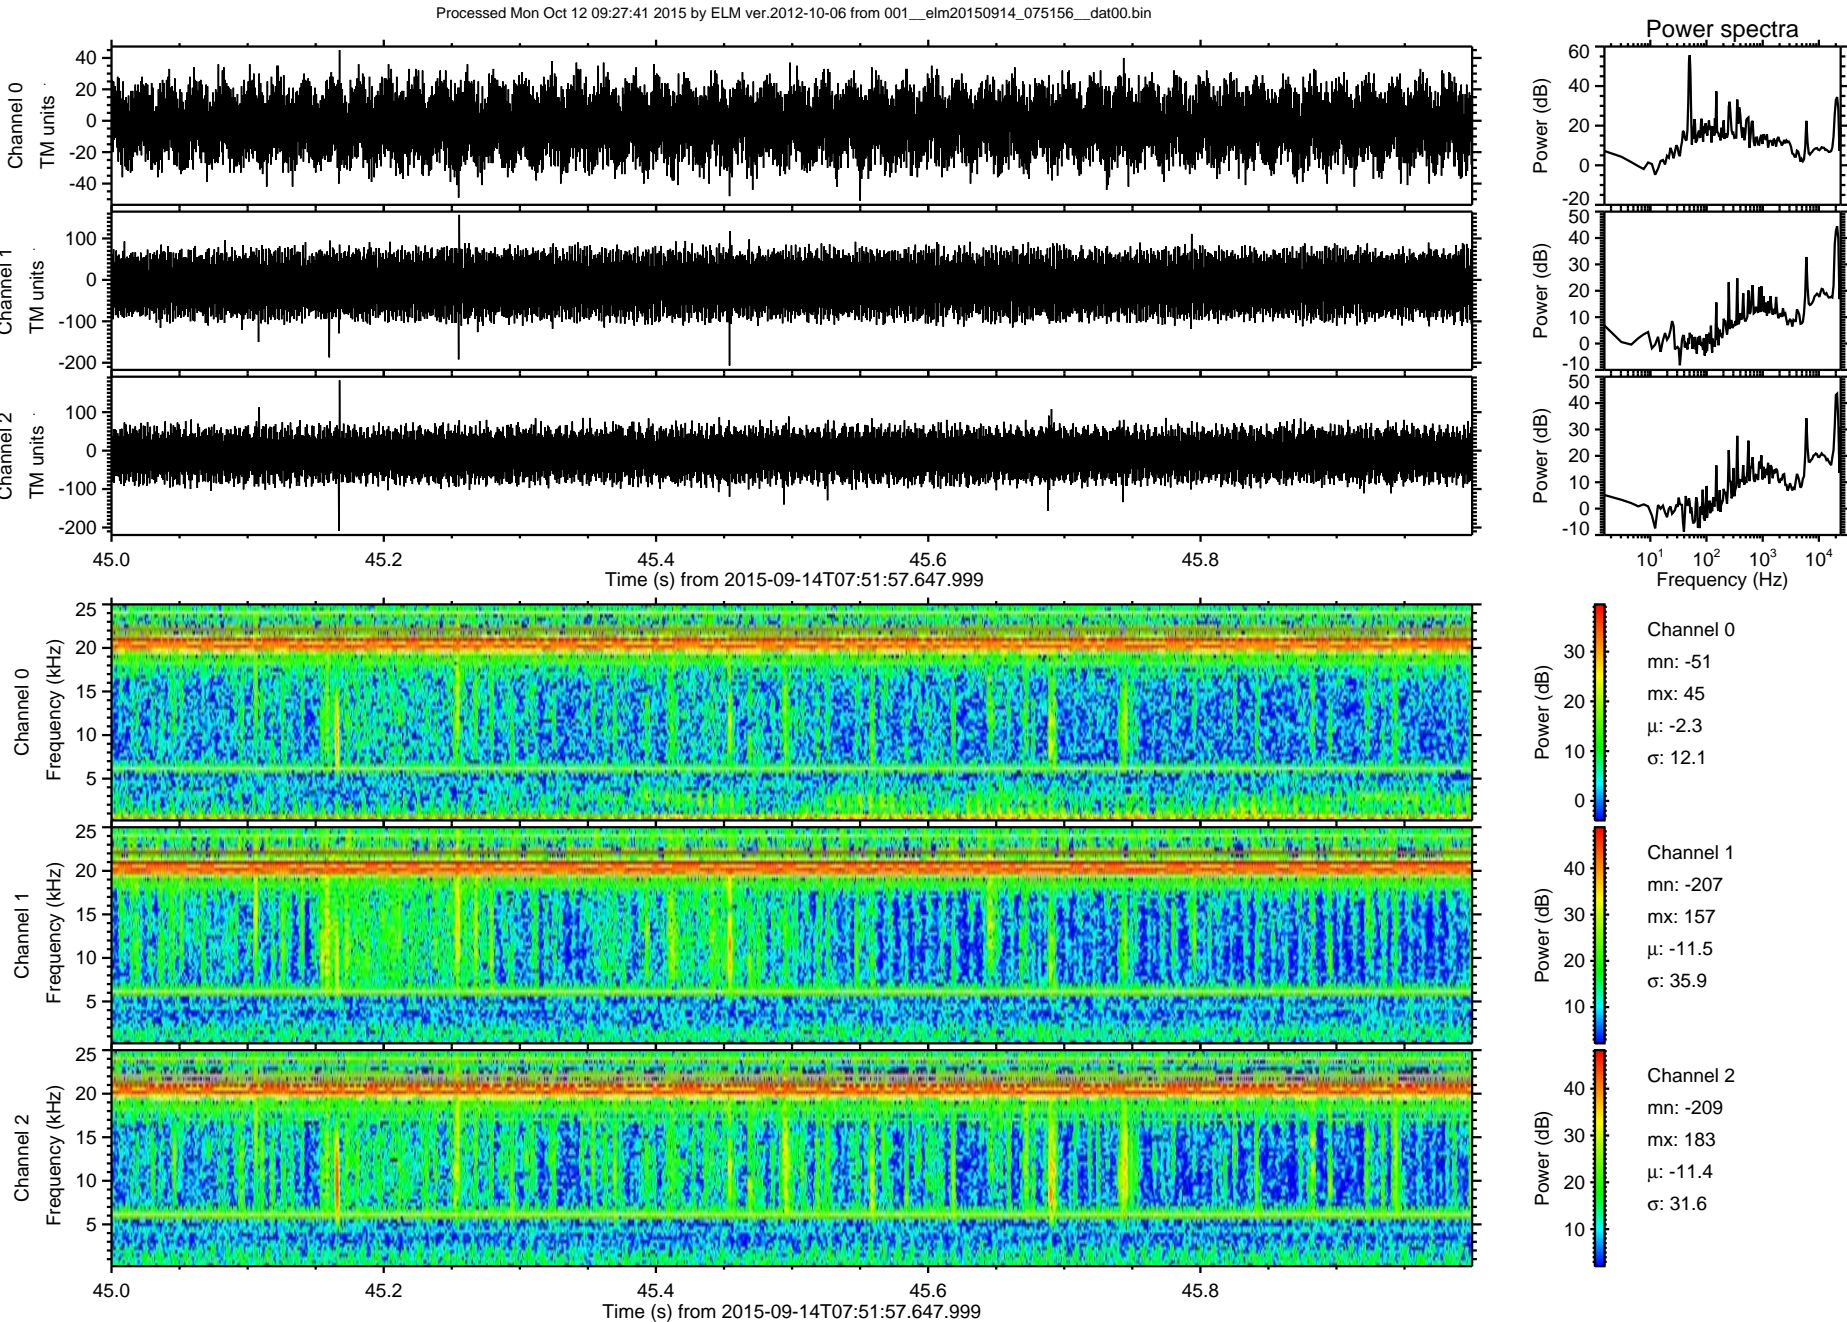 Processed Mon Oct 12 09:27:41 2015 by ELM ver.2012-10-06 from 001__elm20150914_075156__dat00.bin
Power spectra
Channel 0
TM units
40
20
0
-20
-40
Power (dB)
60
40
20
0
-20
Channel 1
TM units
100
0
-100
-200
Power (dB)
50
40
30
20
10
0
-10
Channel 2
TM units
100
0
-100
-200
Power (dB)
50
40
30
20
10
0
-10
45.0 45.2 45.4 45.6 45.8
Time (s) from 2015-09-14T07:51:57.647.999
10¹ 10² 10³ 10⁴
Frequency (Hz)
Channel 0
Frequency (kHz)
25
20
15
10
5
Power (dB)
30
20
10
0
Channel 0
mn: -51
mx: 45
μ: -2.3
σ: 12.1
Channel 1
Frequency (kHz)
25
20
15
10
5
Power (dB)
40
30
20
10
Channel 1
mn: -207
mx: 157
μ: -11.5
σ: 35.9
Channel 2
Frequency (kHz)
25
20
15
10
5
Power (dB)
40
30
20
10
Channel 2
mn: -209
mx: 183
μ: -11.4
σ: 31.6
45.0 45.2 45.4 45.6 45.8
Time (s) from 2015-09-14T07:51:57.647.999